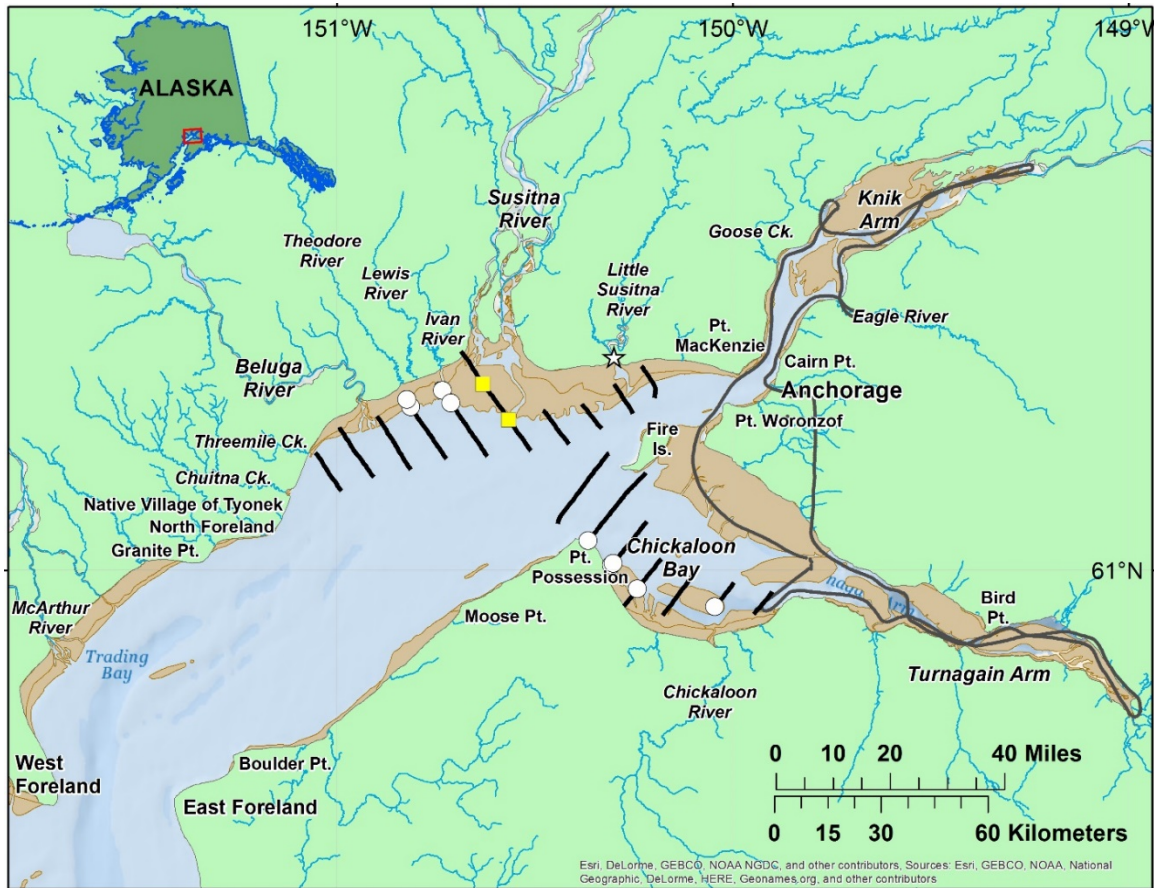 151°W
150°W
149°W
ALASKA
Susitna
River
Knik
Arm
Goose Ck.
Theodore
River
Lewis
River
Little
Susitna
River
Ivan
River
Pt.
MacKenzie
Eagle River
Beluga
River
Cairn Pt.
Anchorage
Pt. Woronzof
Fire
Is.
Threemile Ck.
Chuitna Ck.
Native Village of Tyonek
North Foreland
Granite Pt.
Chickaloon
Bay
Pt.
Possession
61°N
Bird
Pt.
McArthur
River
Moose Pt.
Trading
Bay
Turnagain Arm
Chickaloon
River
West
Foreland
Boulder Pt.
East Foreland
0 10 20 40 Miles
0 15 30 60 Kilometers
Esri, DeLorme, GEBCO, NOAA NGDC, and other contributors, Sources: Esri, GEBCO, NOAA, National
Geographic, DeLorme, HERE, Geonames.org, and other contributors